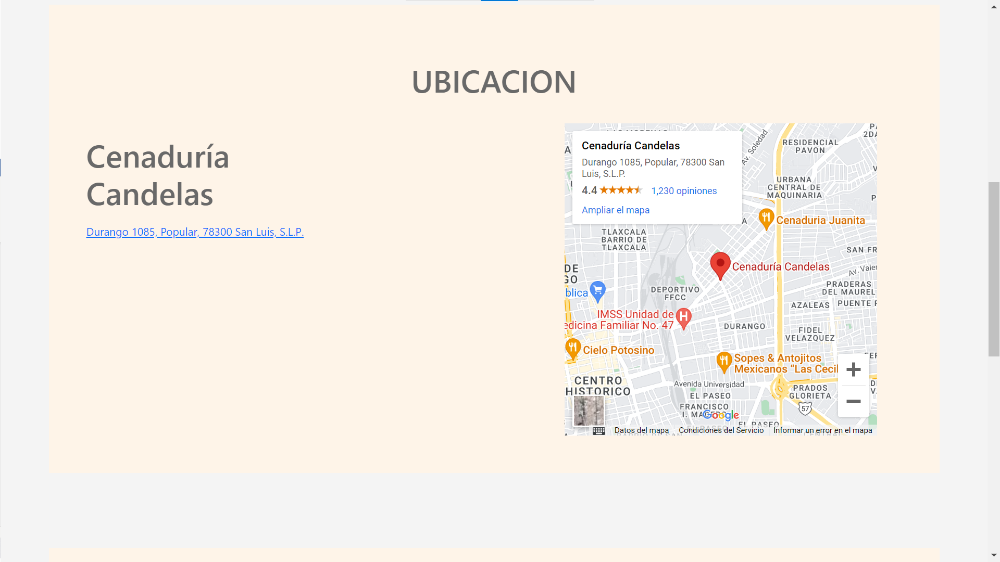 UBICACION
Cenaduría
Candelas
Durango 1085, Popular, 78300 San Luis, S.L.P.
Cenaduría Candelas
Durango 1085, Popular, 78300 San
Luis, S.L.P.
4.4
1,230 opiniones
Ampliar el mapa
Av. Soledad
RESIDENCIAL
PAVON
URBANA
CENTRAL DE
MAQUINARIA
Cenaduria Juanita
TLAXCALA
BARRIO DE
TLAXCALA
SAN FR
Cenaduría Candelas
Av. Valer
DE
GO
blica
DEPORTIVO
FFCC
PRADERAS
DEL MAUREL
AZALEAS
PUENTE
IMSS Unidad de
edicina Familiar No. 47
DURANGO
FIDEL
VELAZQUEZ
Cielo Potosino
Sopes & Antojitos
Mexicanos “Las Cecil
CENTRO
HISTORICO
Avenida Universidad
EL PASEO
PRADOS
GLORIETA
57
FRANCISCO
I. MADERO
Google
EL PASEO
EL PASEO
Datos del mapa
Condiciones del Servicio
Informar un error en el mapa